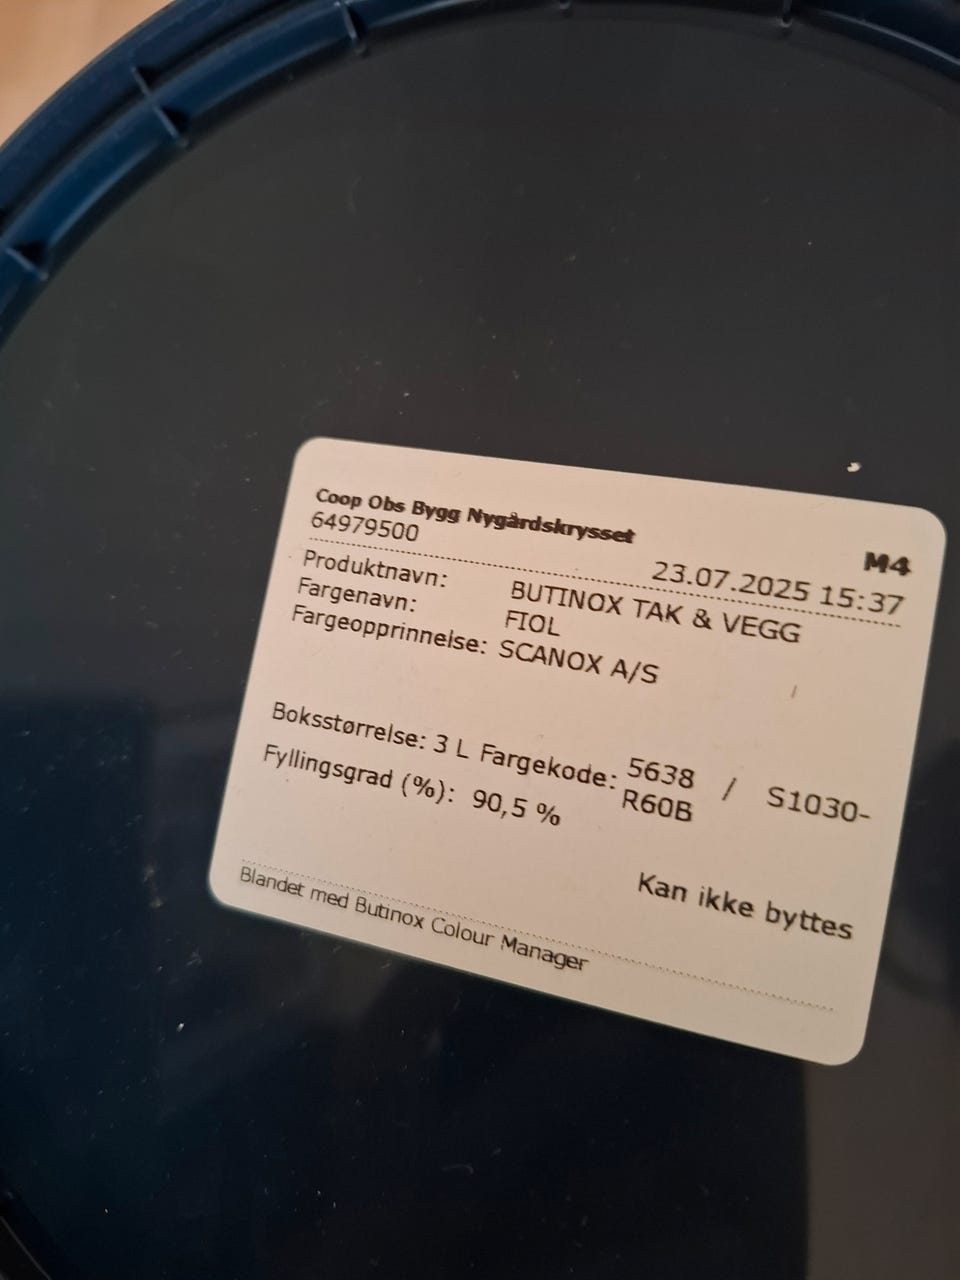 Coop Obs Bygg Nygårdskrysset
64979500
M4
23.07.2025 15:37
Produktnavn: BUTINOX TAK & VEGG
Fargenavn: FIOL
Fargeopprinnelse: SCANOX A/S
Boksstørrelse: 3 L Fargekode: 5638 / S1030-
R60B
Fyllingsgrad (%): 90,5 %
Kan ikke byttes
Blandet med Butinox Colour Manager